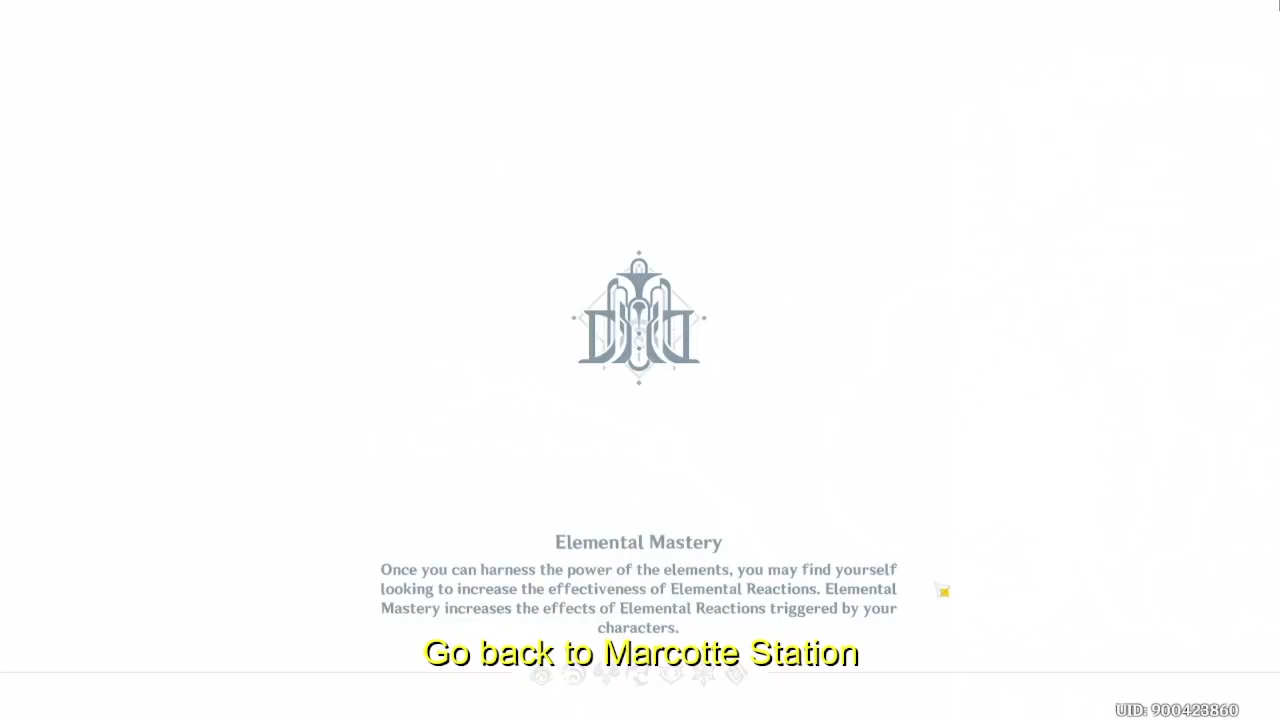 Elemental Mastery
Once you can harness the power of the elements, you may find yourself
looking to increase the effectiveness of Elemental Reactions. Elemental
Mastery increases the effects of Elemental Reactions triggered by your
characters.
Go back to Marcotte Station
UID: 900423860